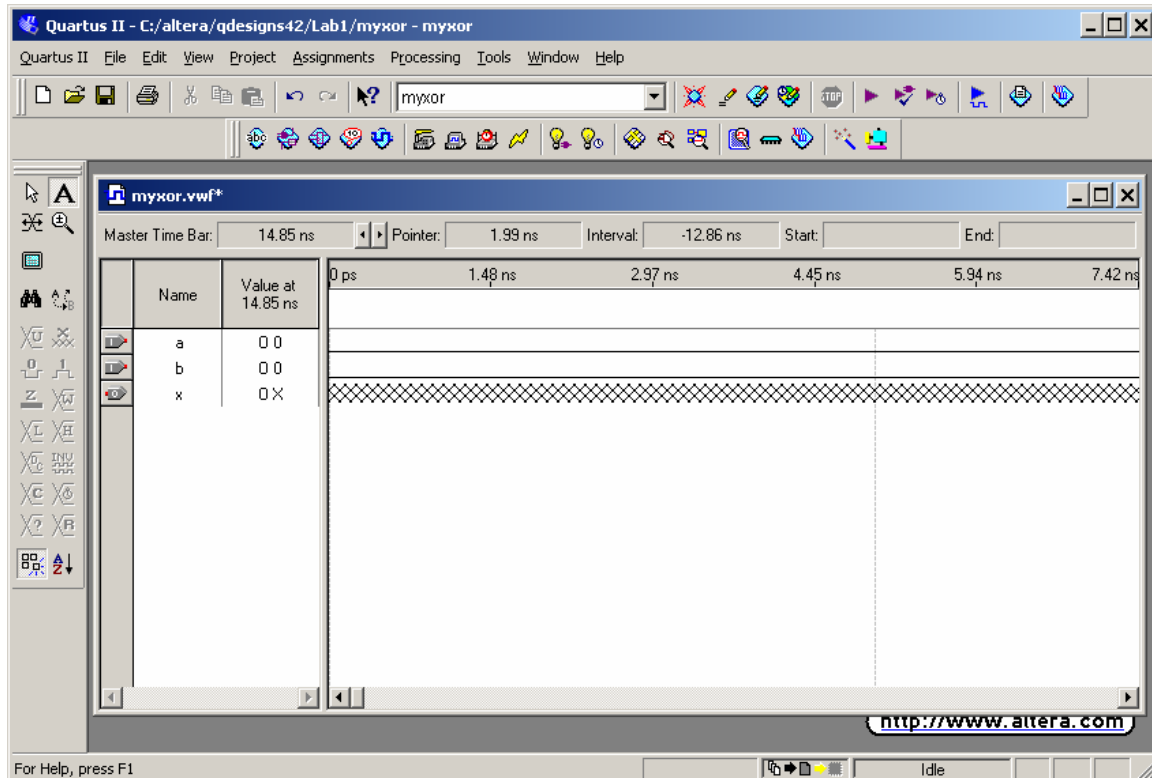 Quartus II - C:/altera/qdesigns42/Lab1/myxor - myxor
Quartus II File Edit View Project Assignments Processing Tools Window Help
myxor
STOP
abc
A
myxor.vwf*
Master Time Bar: 14.85 ns Pointer: 1.99 ns Interval: -12.86 ns Start: End:
Name
Value at
14.85 ns
0 ps 1.48 ns 2.97 ns 4.45 ns 5.94 ns 7.42 ns
a 0 0
b 0 0
x 0 X
http://www.altera.com
For Help, press F1
Idle